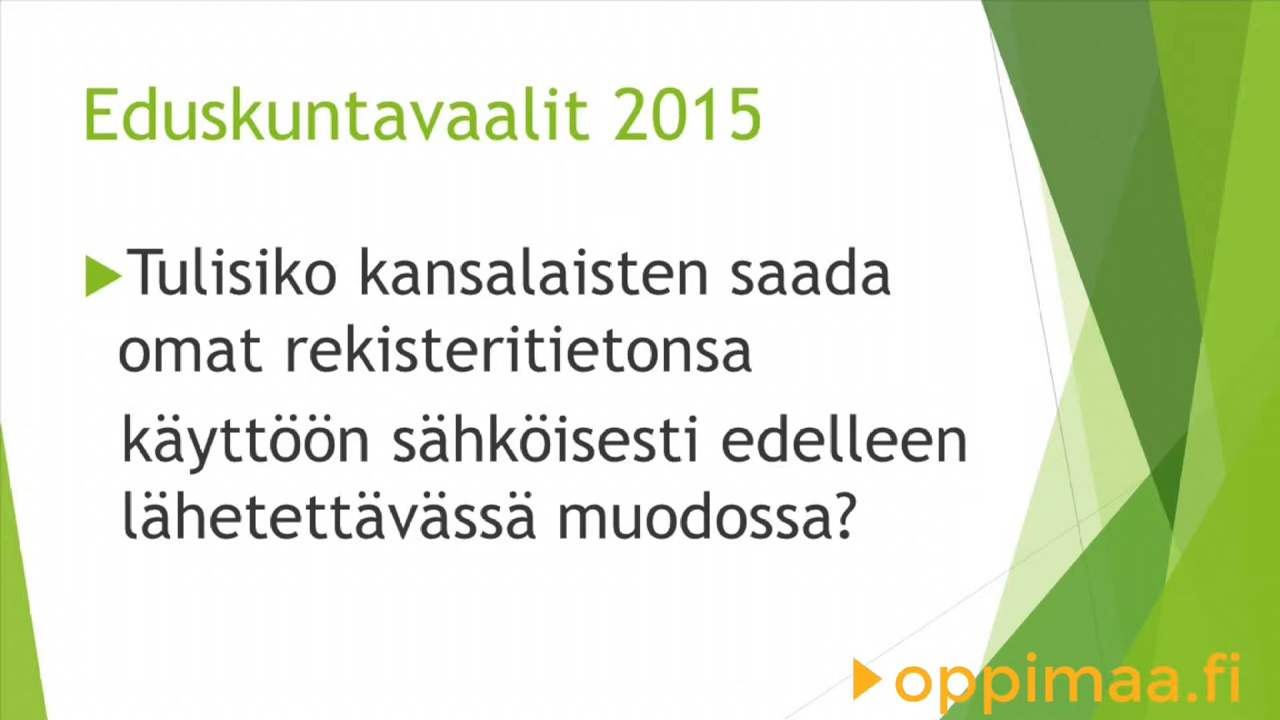 Eduskuntavaalit 2015
Tulisiko kansalaisten saada
omat rekisteritietonsa
käyttöön sähköisesti edelleen
lähetettävässä muodossa?
oppimaa.fi